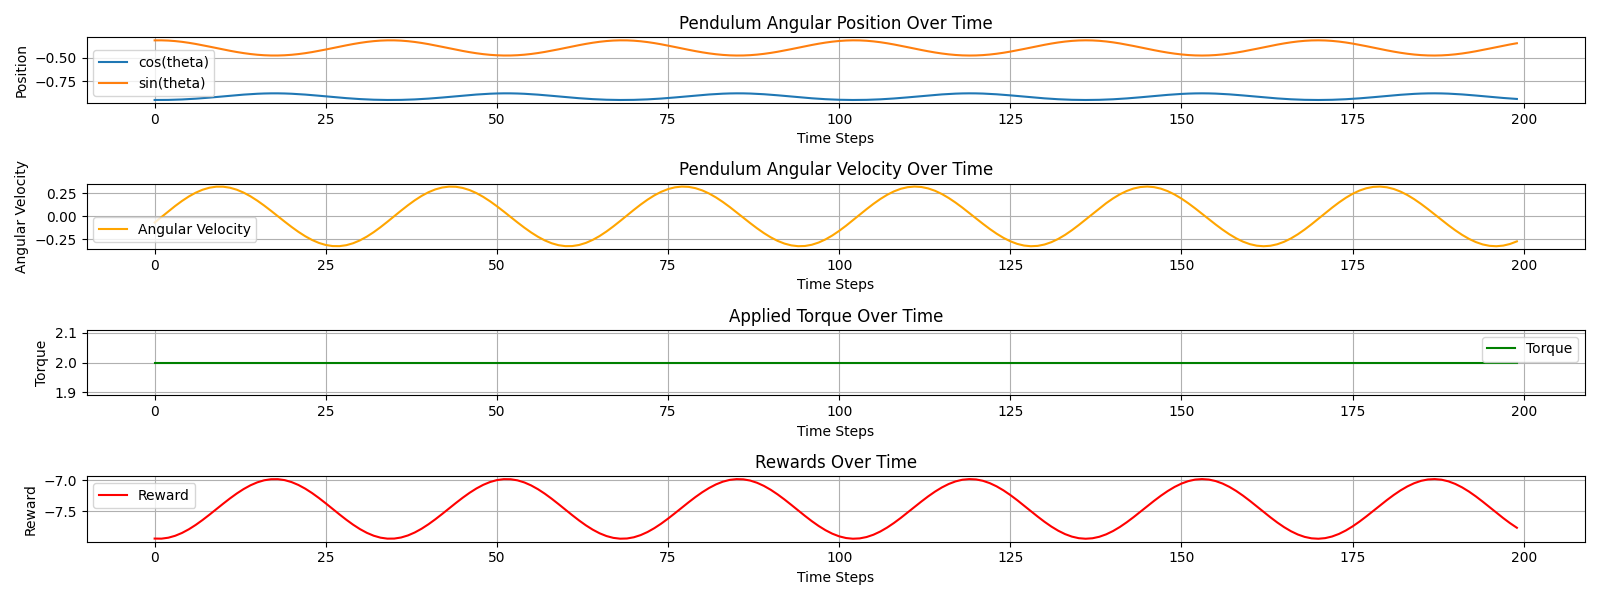 Pendulum Angular Position Over Time
Position
−0.50
−0.75
cos(theta)
sin(theta)
0 25 50 75 100 125 150 175 200
Time Steps
Pendulum Angular Velocity Over Time
Angular Velocity
0.25
0.00
−0.25
Angular Velocity
0 25 50 75 100 125 150 175 200
Time Steps
Applied Torque Over Time
Torque
2.1
2.0
1.9
Torque
0 25 50 75 100 125 150 175 200
Time Steps
Rewards Over Time
Reward
−7.0
−7.5
Reward
0 25 50 75 100 125 150 175 200
Time Steps